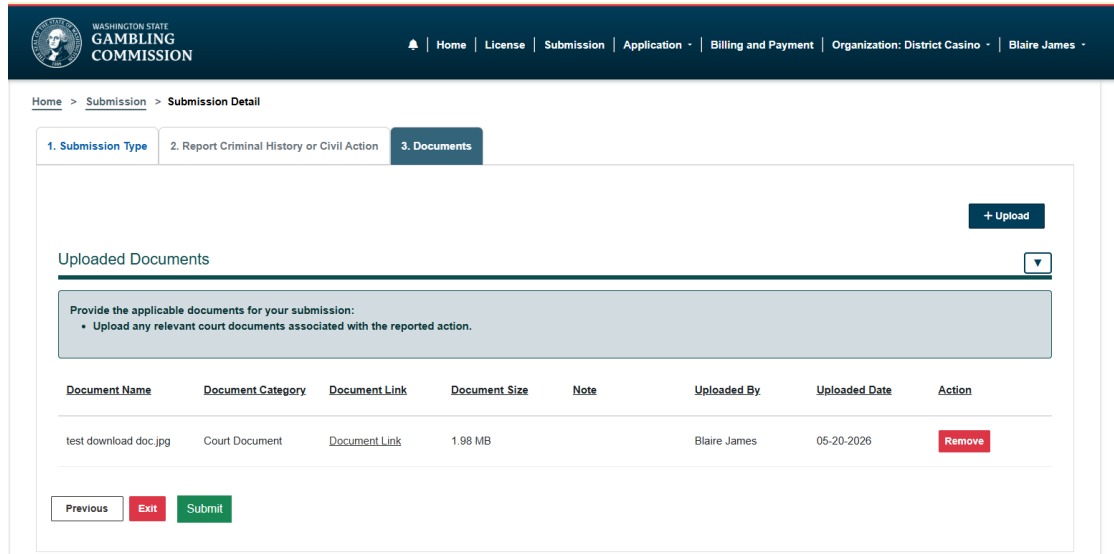 WASHINGTON STATE
GAMBLING
COMMISSION
Home | License | Submission | Application | Billing and Payment | Organization: District Casino | Blaire James
Home > Submission > Submission Detail
1. Submission Type
2. Report Criminal History or Civil Action
3. Documents
+ Upload
Uploaded Documents
Provide the applicable documents for your submission:
• Upload any relevant court documents associated with the reported action.
Document Name Document Category Document Link Document Size Note Uploaded By Uploaded Date Action
test download doc.jpg Court Document Document Link 1.98 MB Blaire James 05-20-2026 Remove
Previous Exit Submit